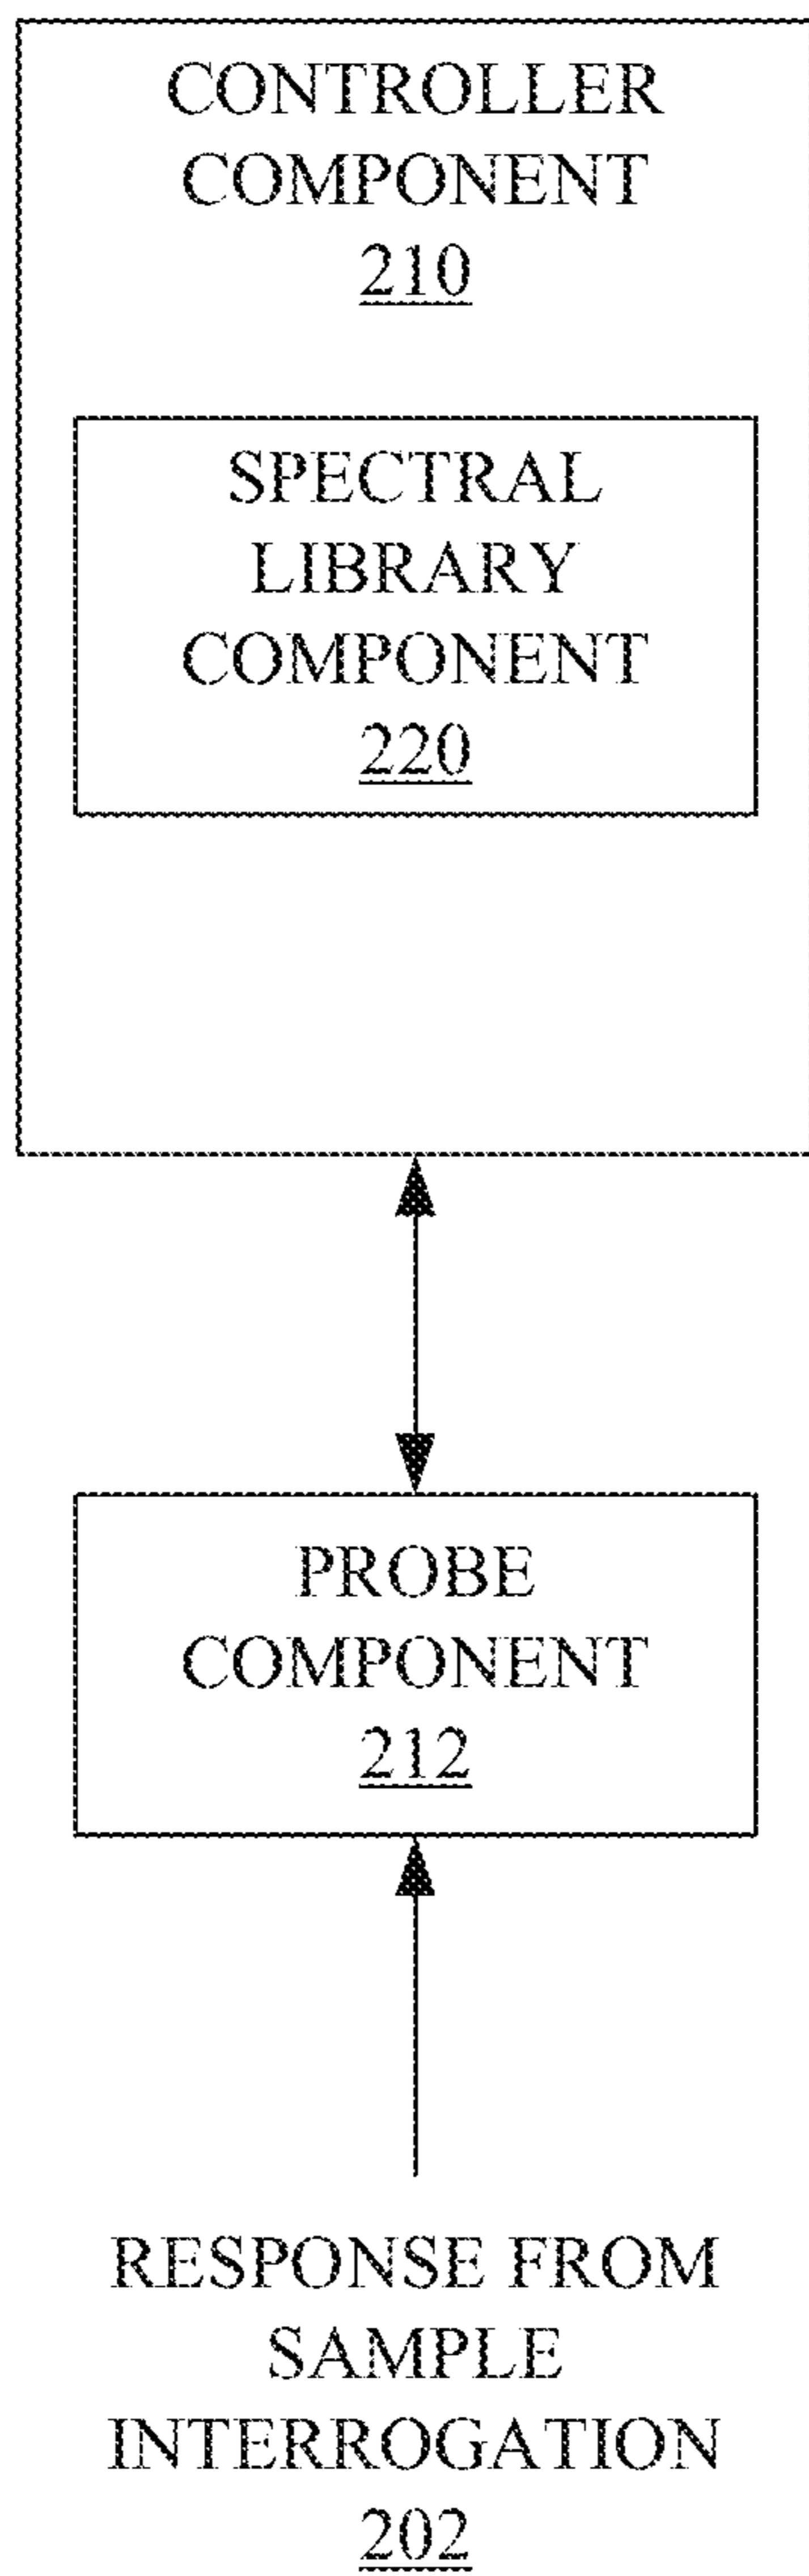 CONTROLLER
COMPONENT
210
SPECTRAL
LIBRARY
COMPONENT
220
PROBE
COMPONENT
212
RESPONSE FROM
SAMPLE
INTERROGATION
202